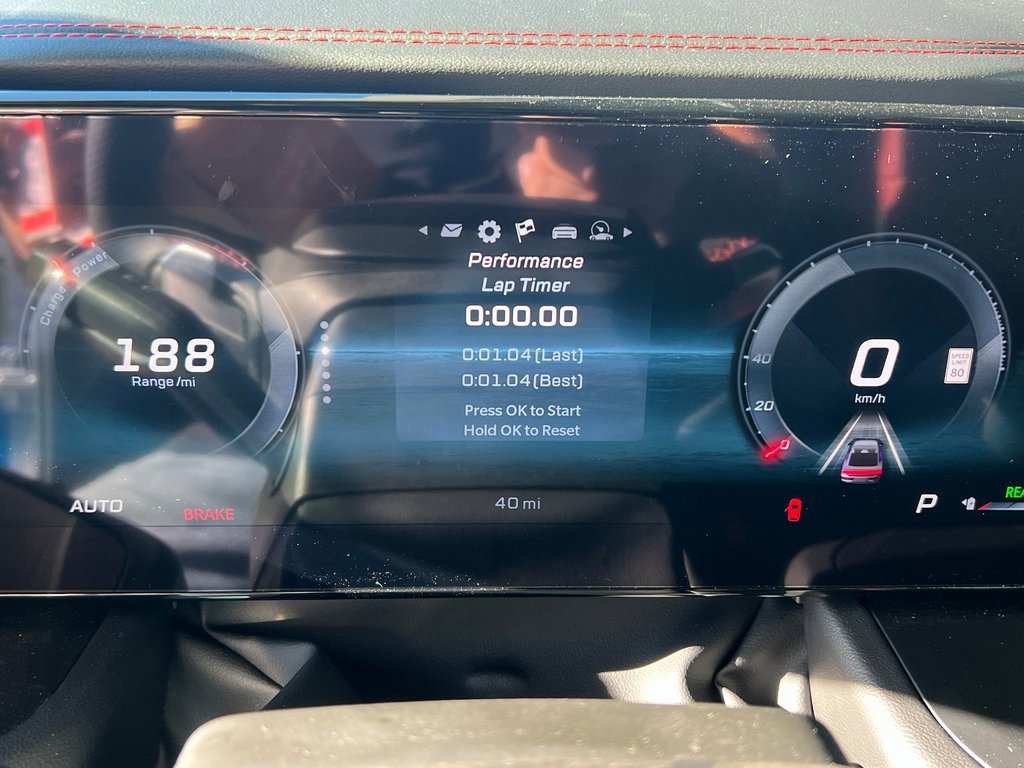 Performance
Lap Timer
0:00.00
0:01.04 (Last)
0:01.04 (Best)
Press OK to Start
Hold OK to Reset
Charge Power
188
Range/mi
40
20
0
0
km/h
SPEED
LIMIT
80
AUTO
BRAKE
40 mi
P
REA